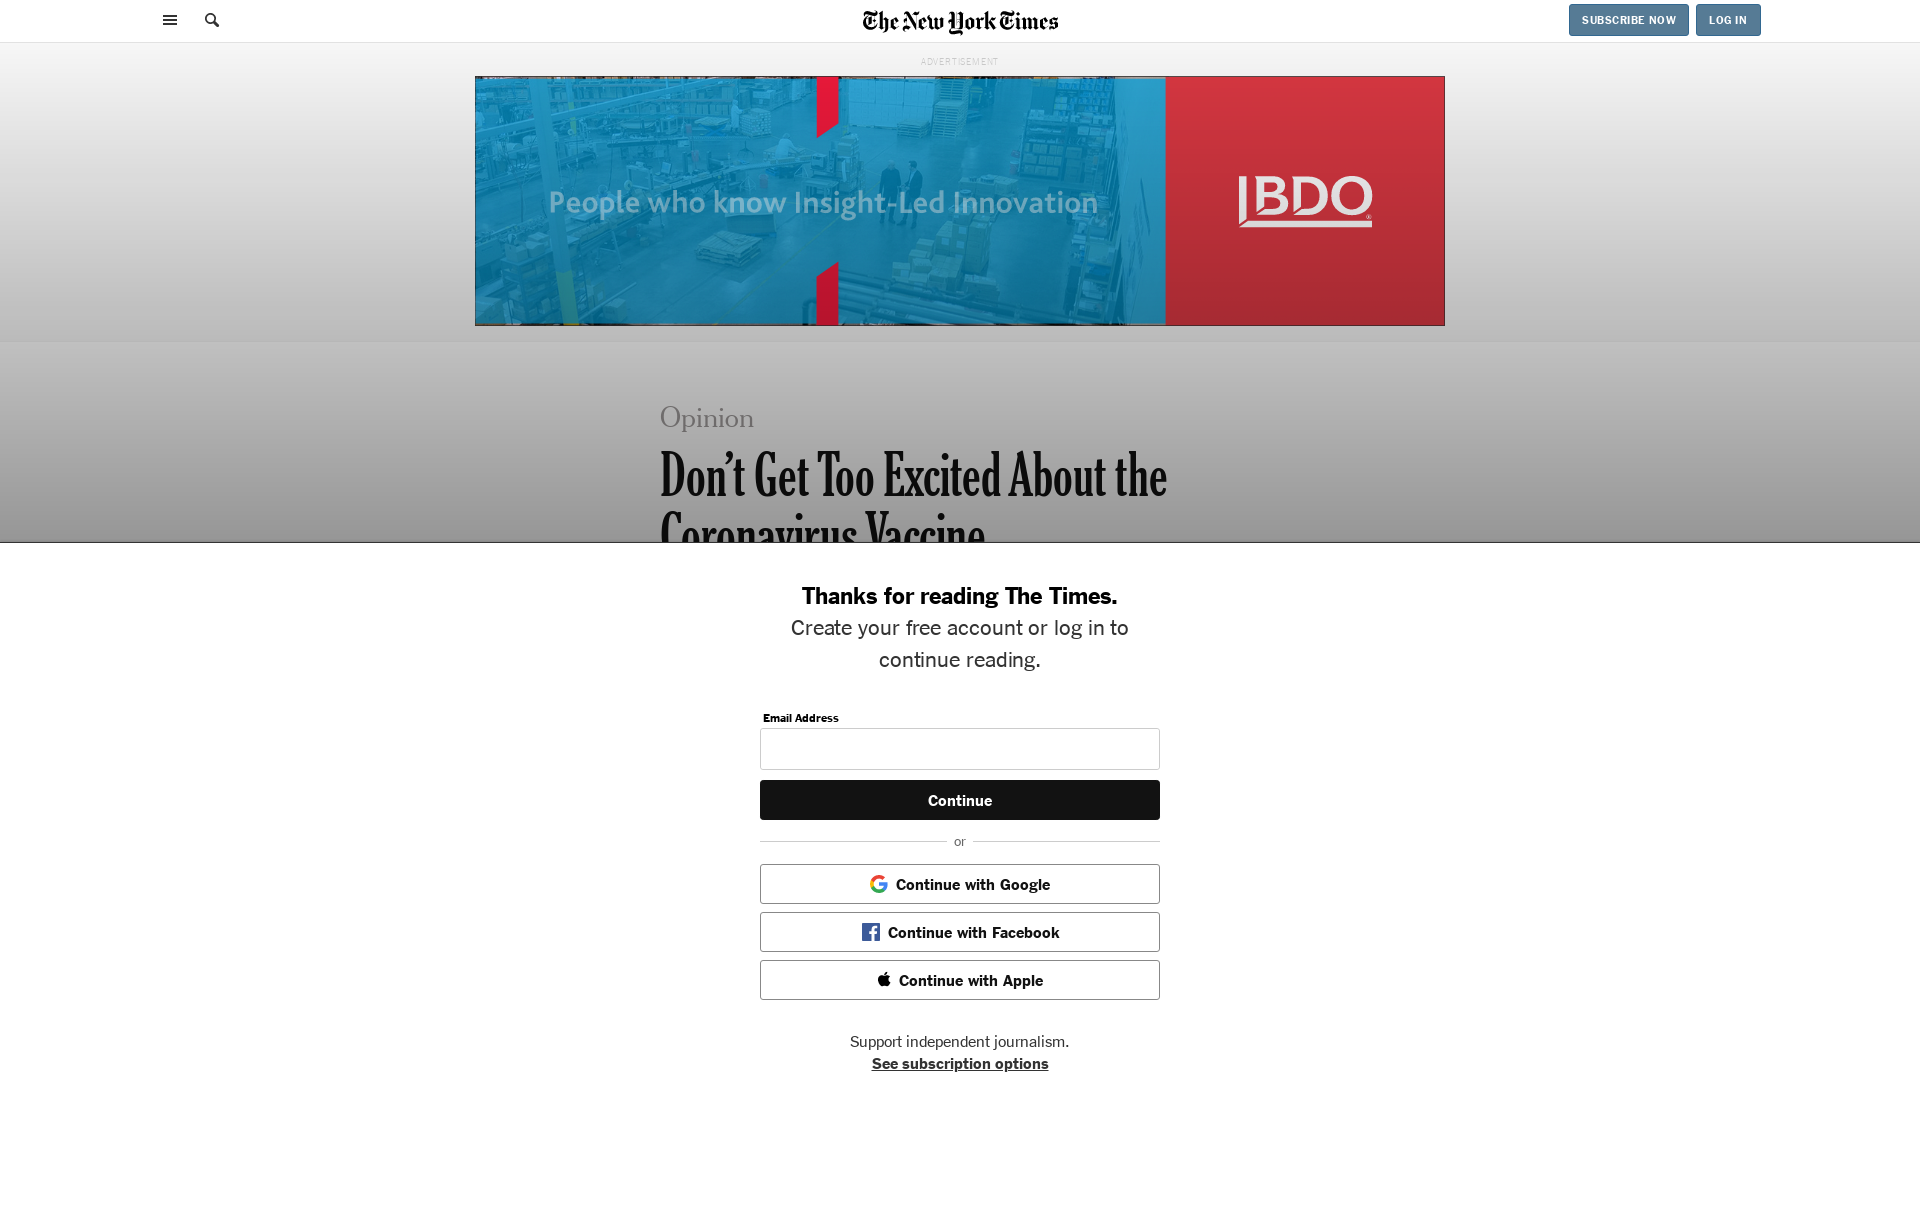 The New York Times
SUBSCRIBE NOW
LOG IN
ADVERTISEMENT
People who know Insight-Led Innovation
BDO
Opinion
Don't Get Too Excited About the
Coronavirus Vaccine
Thanks for reading The Times.
Create your free account or log in to
continue reading.
Email Address
Continue
or
Continue with Google
Continue with Facebook
Continue with Apple
Support independent journalism.
See subscription options